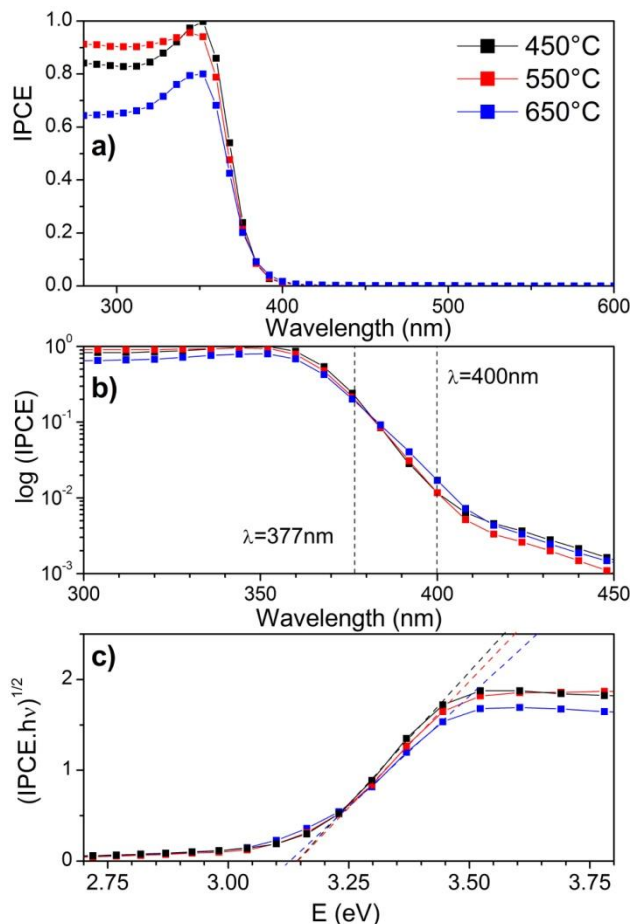 1.0
0.8
0.6
0.4
0.2
0.0
IPCE
a)
450°C
550°C
650°C
300 400 500 600
Wavelength (nm)
10⁰
10⁻¹
10⁻²
10⁻³
log (IPCE)
b)
λ=400nm
λ=377nm
300 350 400 450
Wavelength (nm)
2
1
0
(IPCE.hν)¹/²
c)
2.75 3.00 3.25 3.50 3.75
E (eV)